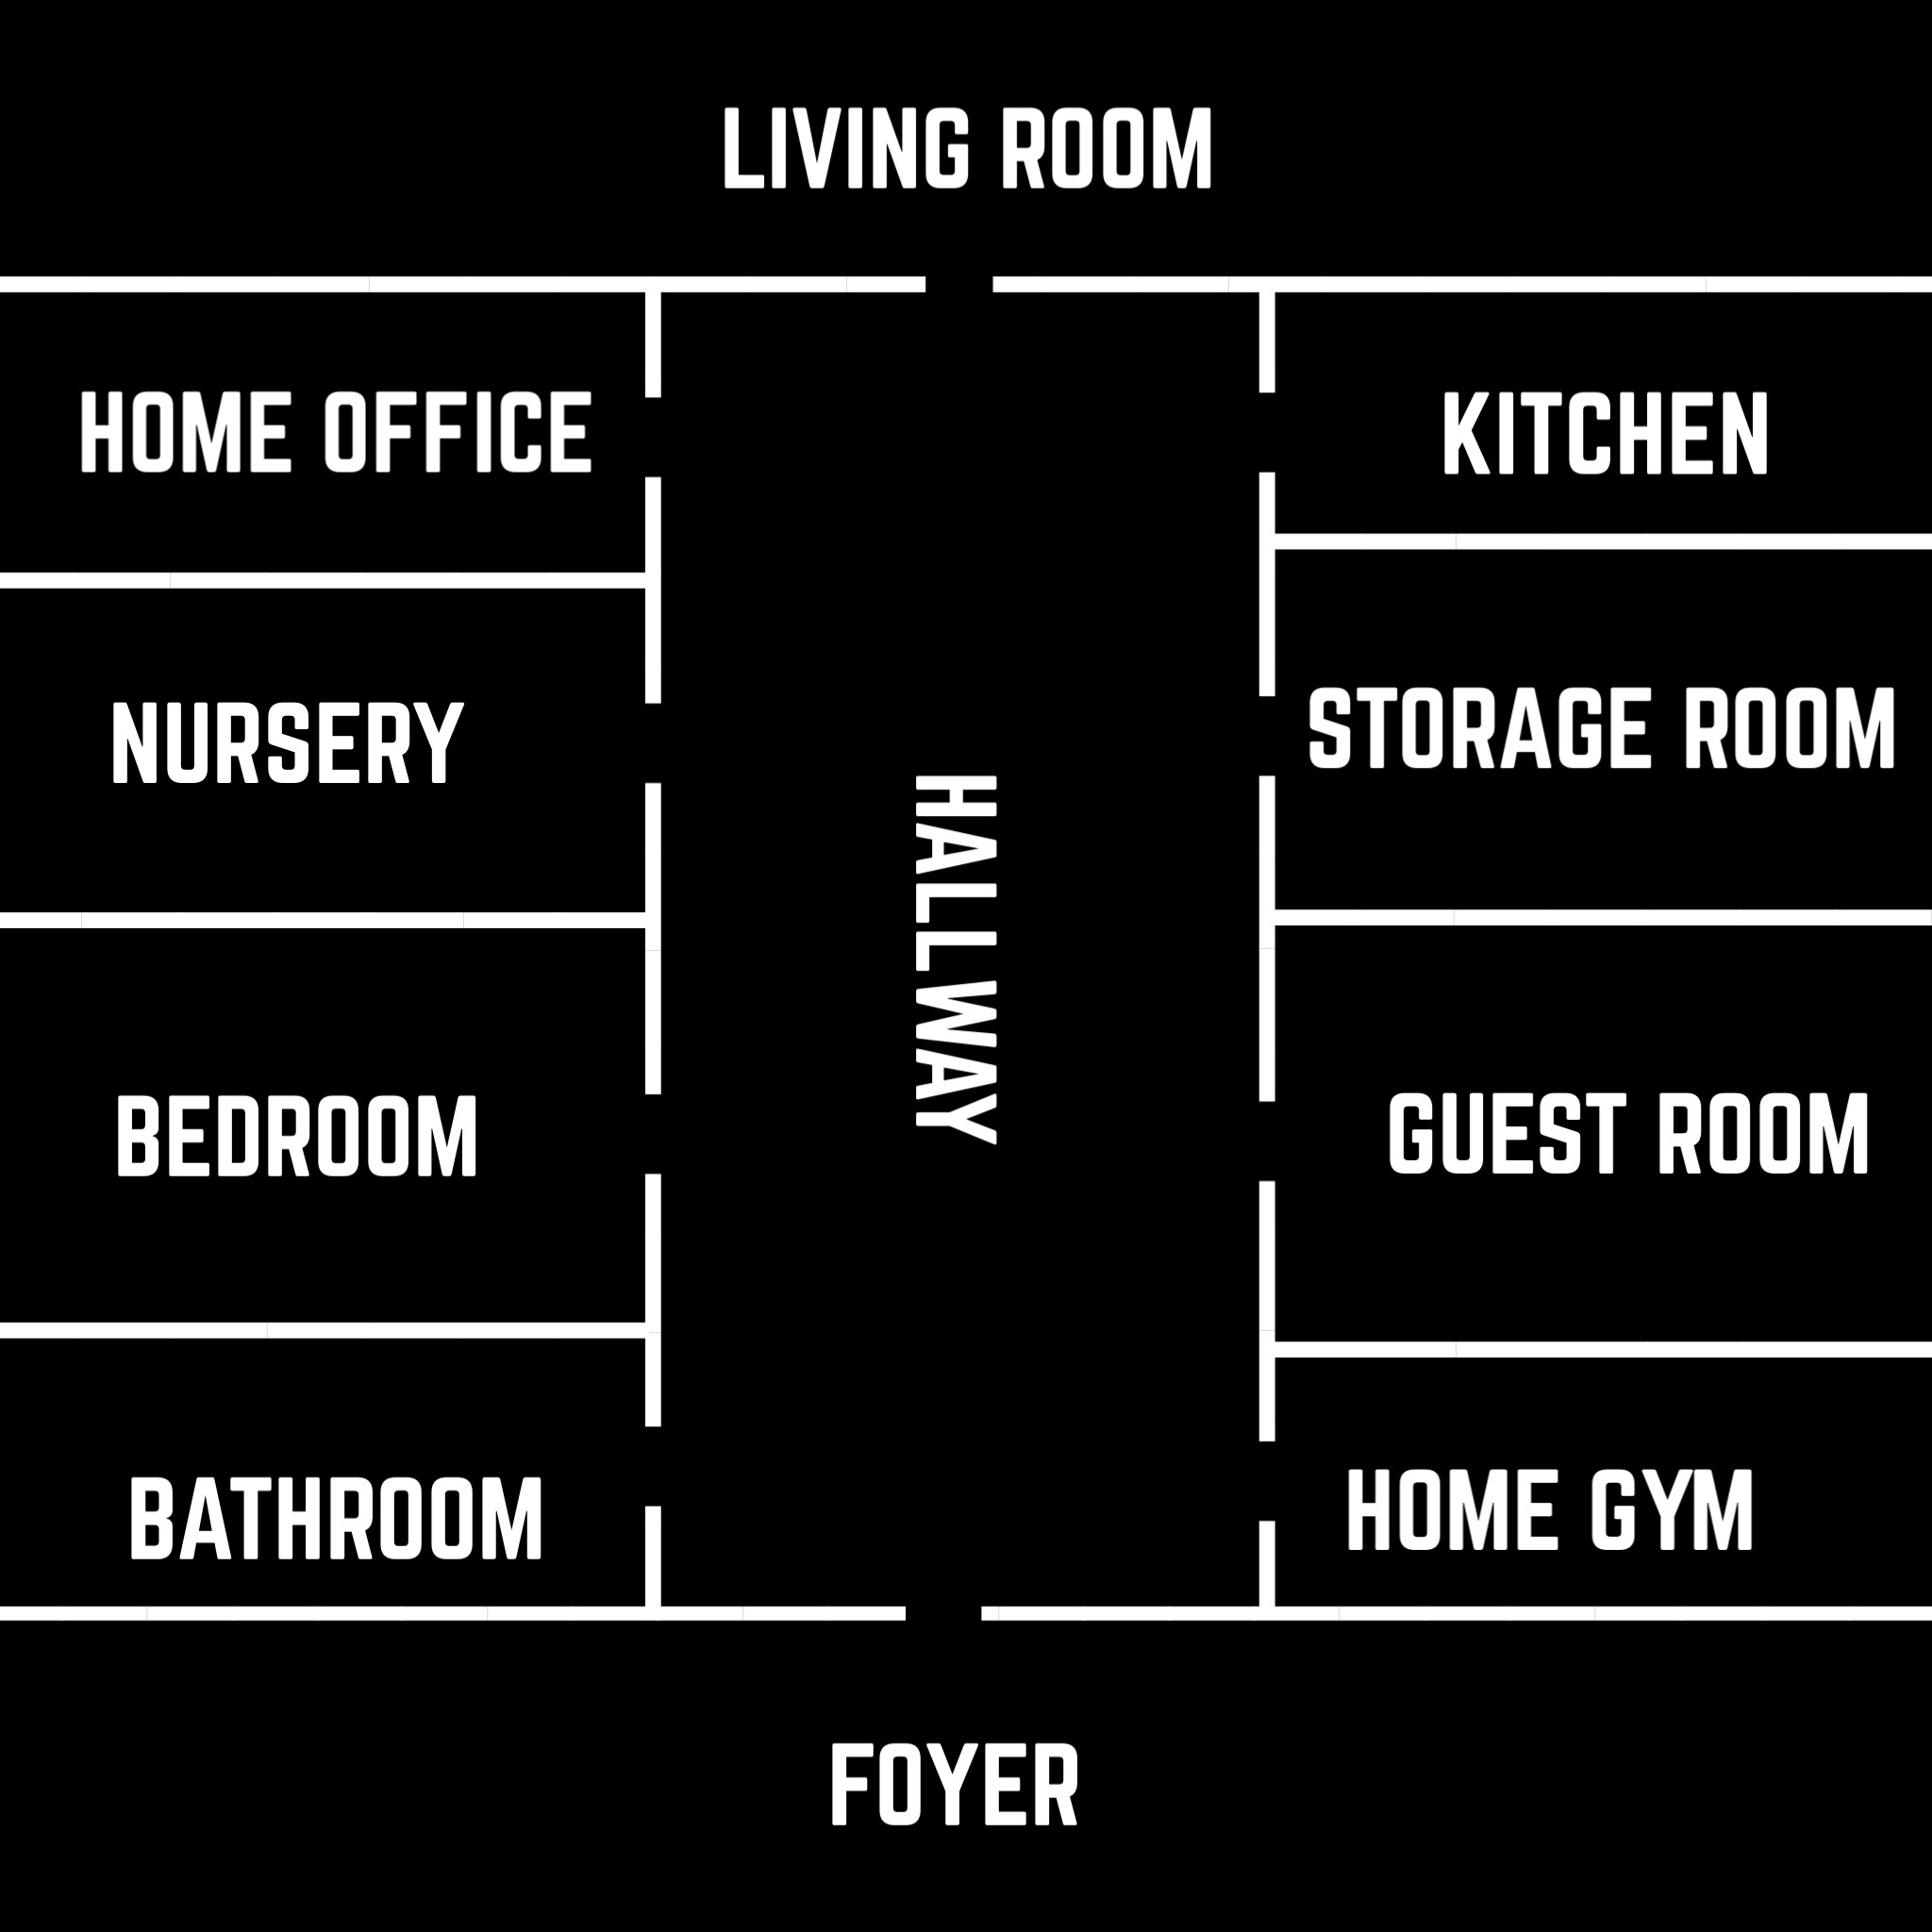 LIVING ROOM
HOME OFFICE
KITCHEN
NURSERY
STORAGE ROOM
HALLWAY
BEDROOM
GUEST ROOM
BATHROOM
HOME GYM
FOYER